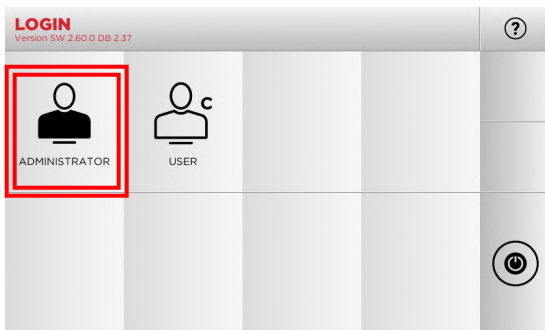 LOGIN
Version SW 2.60.0 DB 2.37
?
C
ADMINISTRATOR
USER